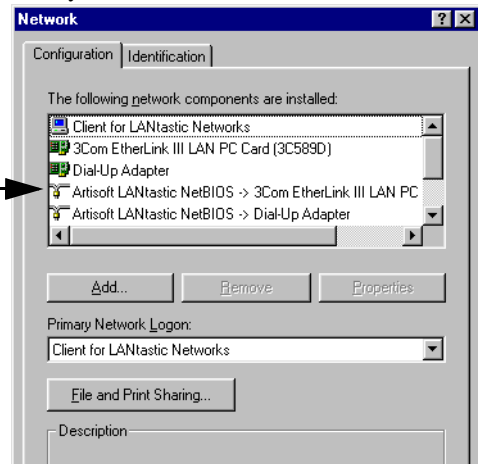 Network
Configuration Identification
The following network components are installed:
Client for LANtastic Networks
3Com EtherLink III LAN PC Card (3C589D)
Dial-Up Adapter
Artisoft LANtastic NetBIOS -> 3Com EtherLink III LAN PC
Artisoft LANtastic NetBIOS -> Dial-Up Adapter
Add... Remove Properties
Primary Network Logon:
Client for LANtastic Networks
File and Print Sharing...
Description